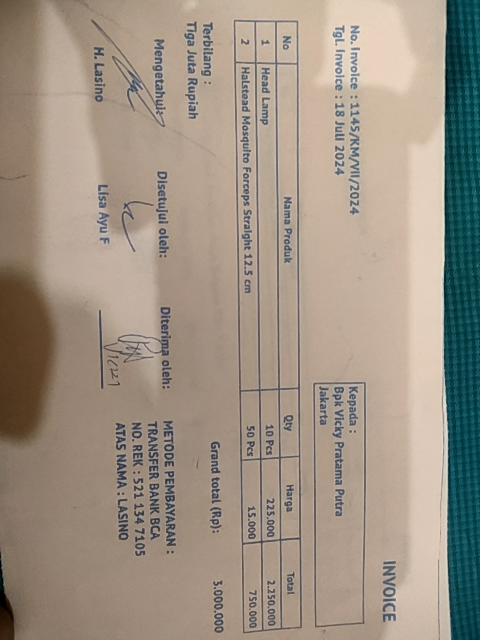 INVOICE
No. Invoice : 1145/KM/VII/2024
Tgl. Invoice : 18 Juli 2024
Kepada :
Bpk Vicky Pratama Putra
Jakarta
No Nama Produk Qty Harga Total
1 Head Lamp 10 Pcs 225.000 2.250.000
2 Halstead Mosquito Forceps Straight 12.5 cm 50 Pcs 15.000 750.000
Grand total (Rp): 3.000.000
Terbilang :
Tiga Juta Rupiah
Mengetahui: Disetujui oleh: Diterima oleh:
H. Lasino Lisa Ayu F
METODE PEMBAYARAN :
TRANSFER BANK BCA
NO. REK : 521 134 7105
ATAS NAMA : LASINO